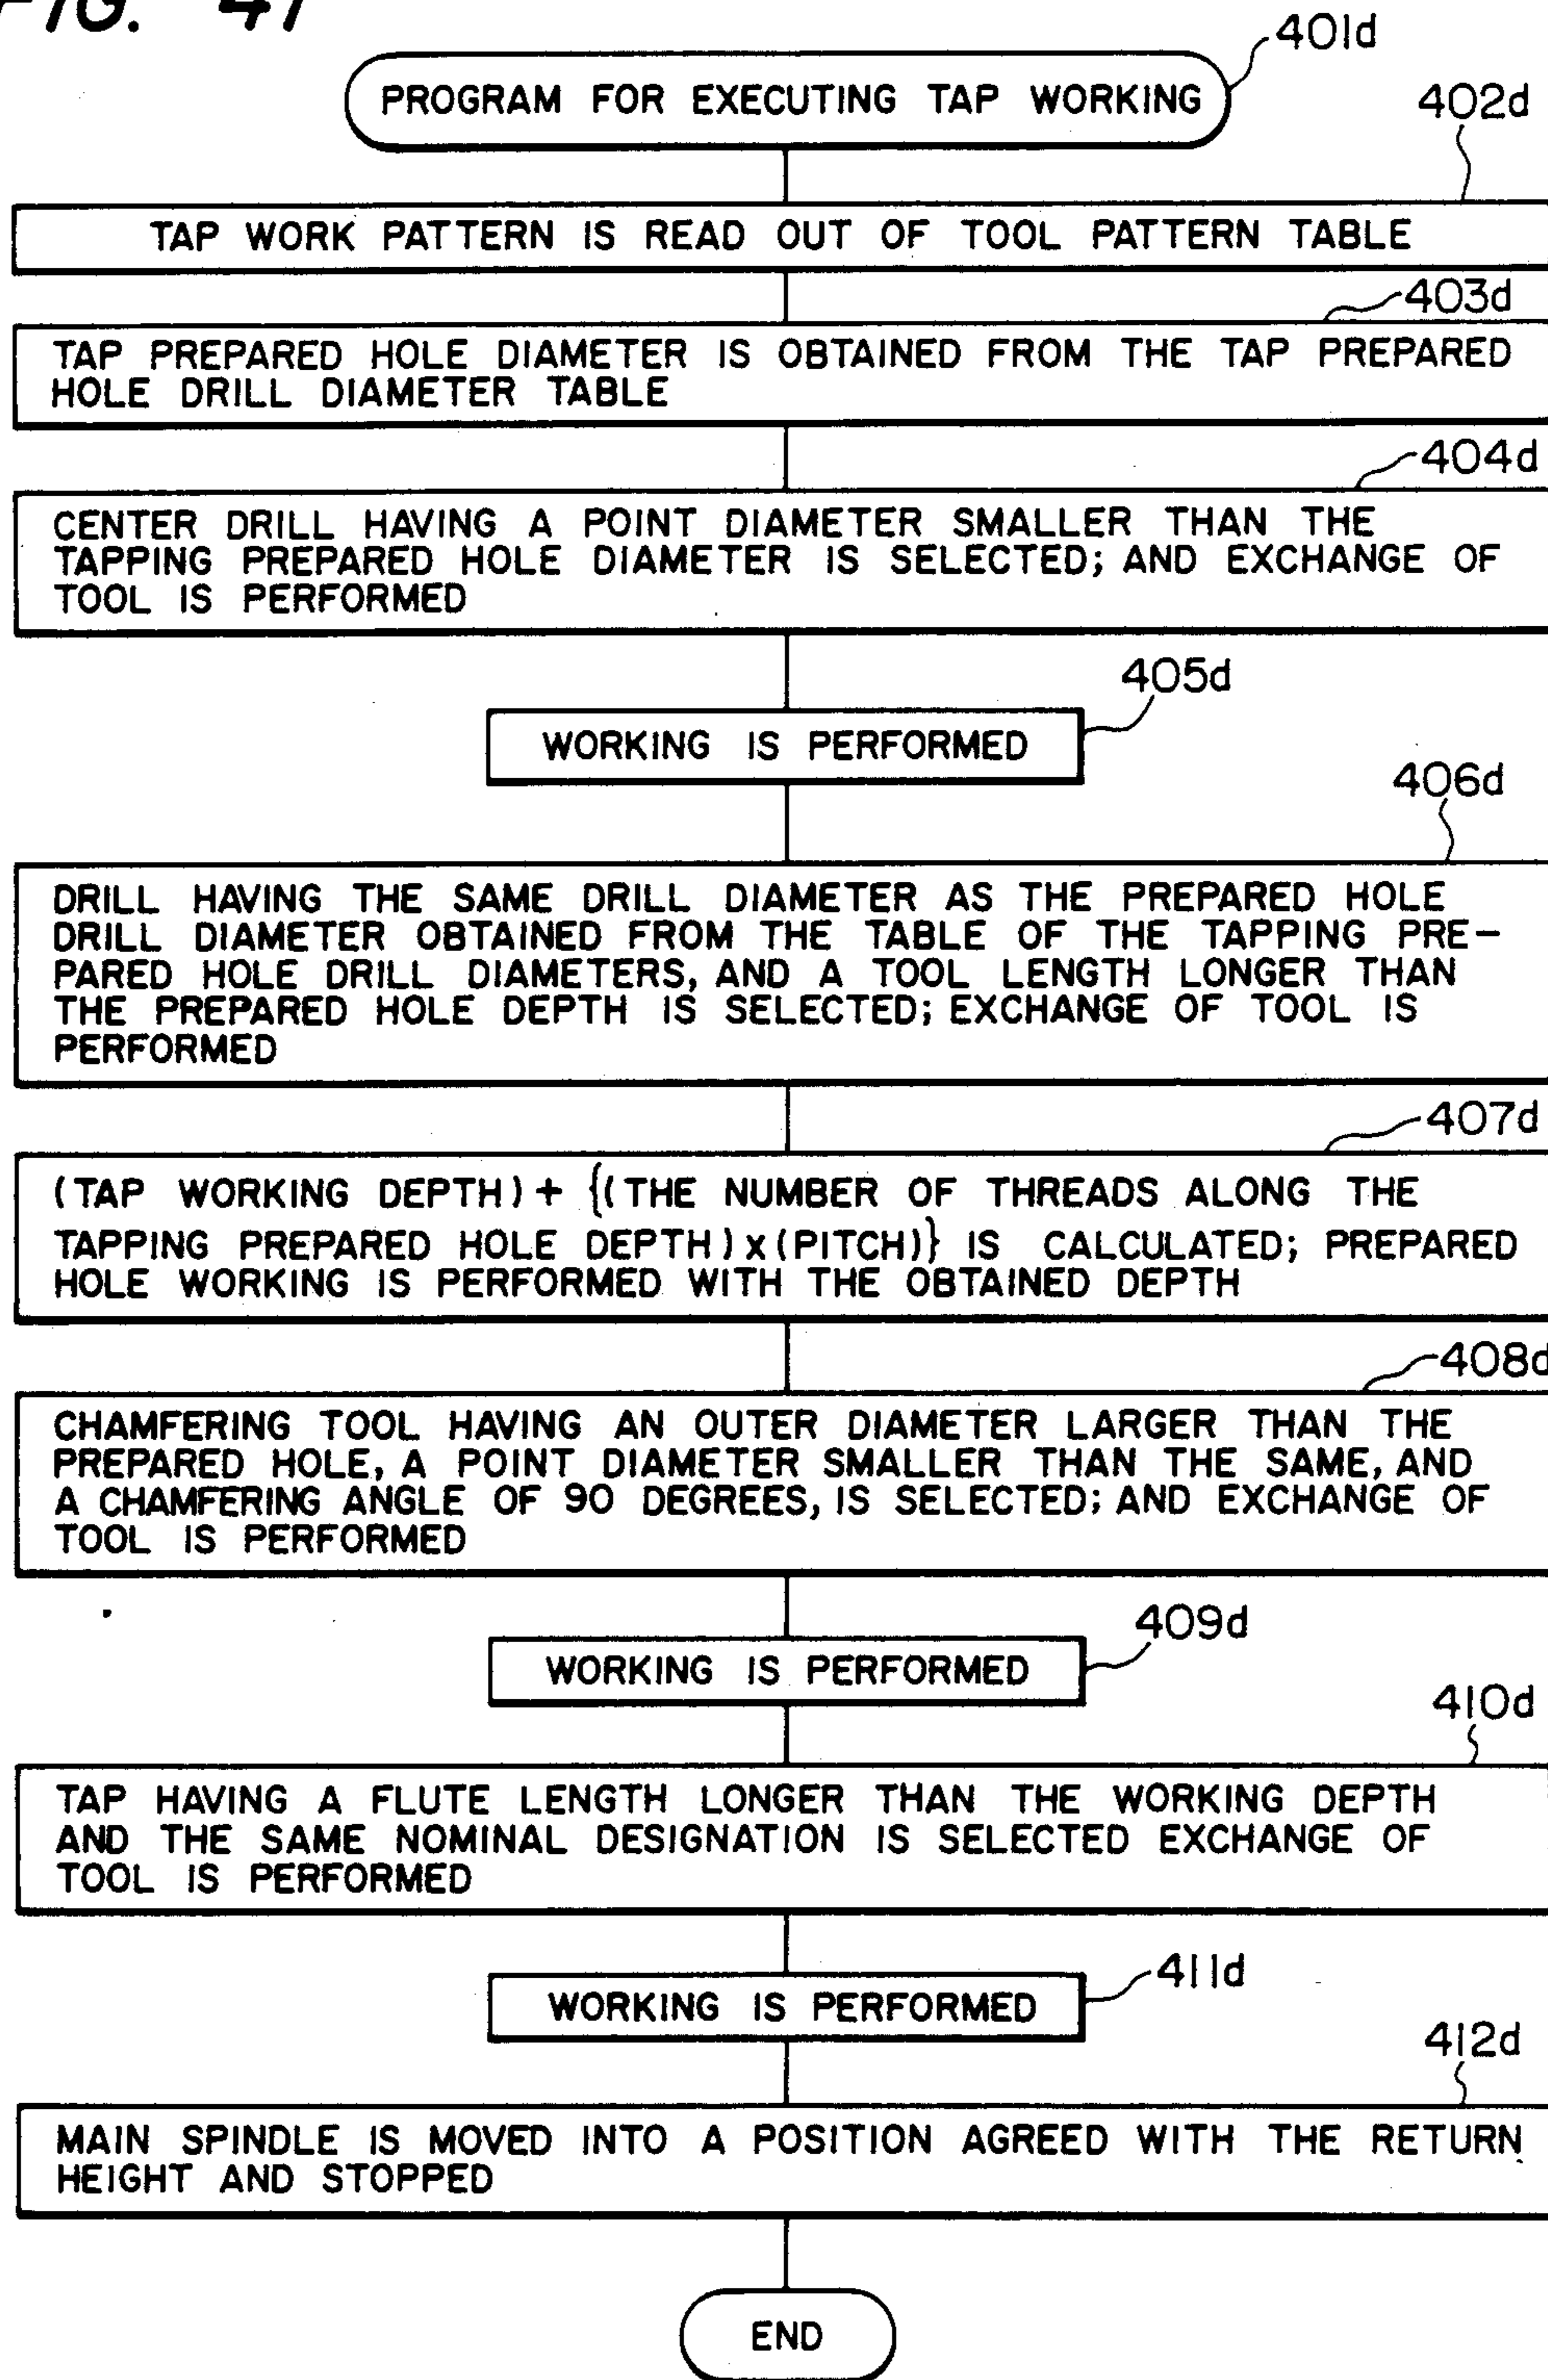 FIG. 41
401d
PROGRAM FOR EXECUTING TAP WORKING
402d
TAP WORK PATTERN IS READ OUT OF TOOL PATTERN TABLE
403d
TAP PREPARED HOLE DIAMETER IS OBTAINED FROM THE TAP PREPARED
HOLE DRILL DIAMETER TABLE
404d
CENTER DRILL HAVING A POINT DIAMETER SMALLER THAN THE
TAPPING PREPARED HOLE DIAMETER IS SELECTED; AND EXCHANGE OF
TOOL IS PERFORMED
405d
WORKING IS PERFORMED
406d
DRILL HAVING THE SAME DRILL DIAMETER AS THE PREPARED HOLE
DRILL DIAMETER OBTAINED FROM THE TABLE OF THE TAPPING PRE-
PARED HOLE DRILL DIAMETERS, AND A TOOL LENGTH LONGER THAN
THE PREPARED HOLE DEPTH IS SELECTED; EXCHANGE OF TOOL IS
PERFORMED
407d
(TAP WORKING DEPTH) + {(THE NUMBER OF THREADS ALONG THE
TAPPING PREPARED HOLE DEPTH) x (PITCH)} IS CALCULATED; PREPARED
HOLE WORKING IS PERFORMED WITH THE OBTAINED DEPTH
408d
CHAMFERING TOOL HAVING AN OUTER DIAMETER LARGER THAN THE
PREPARED HOLE, A POINT DIAMETER SMALLER THAN THE SAME, AND
A CHAMFERING ANGLE OF 90 DEGREES, IS SELECTED; AND EXCHANGE OF
TOOL IS PERFORMED
409d
WORKING IS PERFORMED
410d
TAP HAVING A FLUTE LENGTH LONGER THAN THE WORKING DEPTH
AND THE SAME NOMINAL DESIGNATION IS SELECTED EXCHANGE OF
TOOL IS PERFORMED
411d
WORKING IS PERFORMED
412d
MAIN SPINDLE IS MOVED INTO A POSITION AGREED WITH THE RETURN
HEIGHT AND STOPPED
END